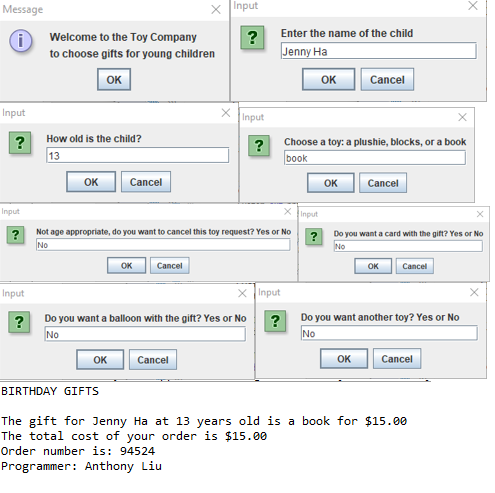 Message
Welcome to the Toy Company
to choose gifts for young children
OK
Input
Enter the name of the child
Jenny Ha
OK Cancel
Input
How old is the child?
13
OK Cancel
Input
Choose a toy: a plushie, blocks, or a book
book
OK Cancel
Input
Not age appropriate, do you want to cancel this toy request? Yes or No
No
OK Cancel
Input
Do you want a card with the gift? Yes or No
No
OK Cancel
Input
Do you want a balloon with the gift? Yes or No
No
OK Cancel
Input
Do you want another toy? Yes or No
No
OK Cancel
BIRTHDAY GIFTS
The gift for Jenny Ha at 13 years old is a book for $15.00
The total cost of your order is $15.00
Order number is: 94524
Programmer: Anthony Liu